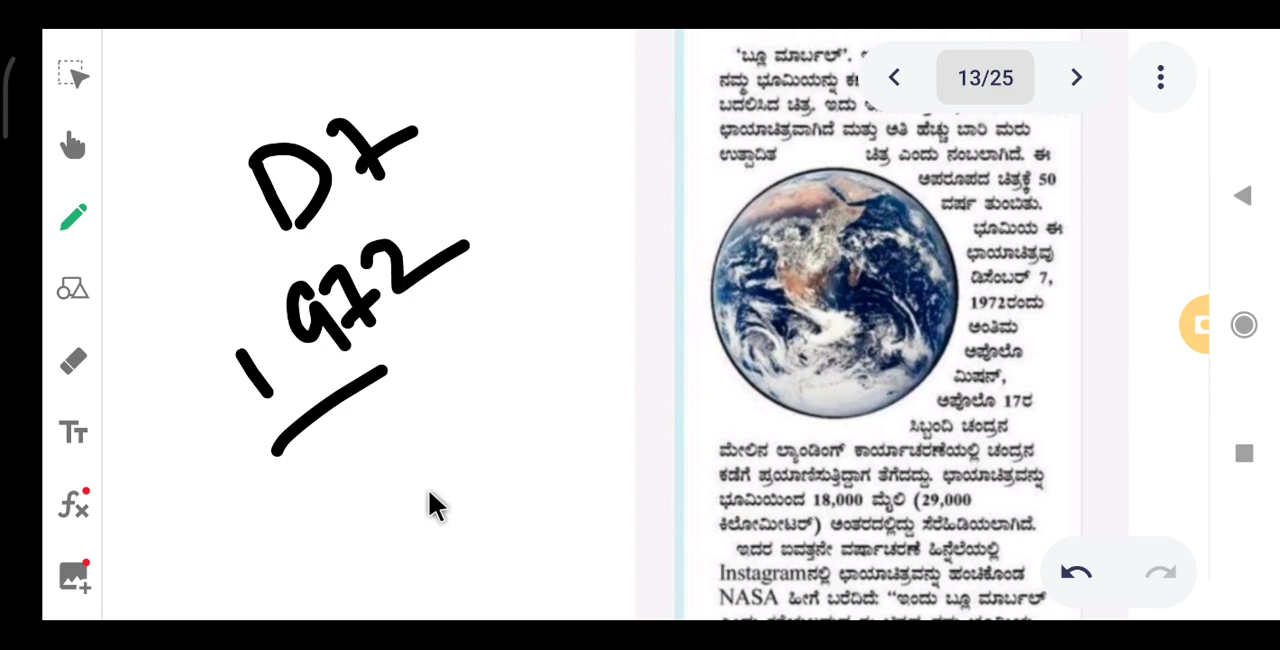 D7
1972
Tт
fx
13/25
'ಬ್ಲೂ ಮಾರ್ಬಲ್'.
ನಮ್ಮ ಭೂಮಿಯನ್ನು
ಬದಲಿಸಿದ ಚಿತ್ರ. ಇದು
ಛಾಯಾಚಿತ್ರವಾಗಿದೆ ಮತ್ತು ಅತಿ ಹೆಚ್ಚು ಬಾರಿ ಮರು
ಉತ್ಪಾದಿತ ಚಿತ್ರ ಎಂದು ನಂಬಲಾಗಿದೆ. ಈ
ಅಪರೂಪದ ಚಿತ್ರಕ್ಕೆ 50
ವರ್ಷ ತುಂಬಿತು.
ಭೂಮಿಯ ಈ
ಛಾಯಾಚಿತ್ರವು
ಡಿಸೆಂಬರ್ 7,
1972ರಂದು
ಅಂತಿಮ
ಅಪೊಲೊ
ಮಿಷನ್,
ಅಪೊಲೊ 17ರ
ಸಿಬ್ಬಂದಿ ಚಂದ್ರನ
ಮೇಲಿನ ಲ್ಯಾಂಡಿಂಗ್ ಕಾರ್ಯಾಚರಣೆಯಲ್ಲಿ ಚಂದ್ರನ
ಕಡೆಗೆ ಪ್ರಯಾಣಿಸುತ್ತಿದ್ದಾಗ ತೆಗೆದದ್ದು. ಛಾಯಾಚಿತ್ರವನ್ನು
ಭೂಮಿಯಿಂದ 18,000 ಮೈಲಿ (29,000
ಕಿಲೋಮೀಟರ್) ಅಂತರದಲ್ಲಿದ್ದು ಸೆರೆಹಿಡಿಯಲಾಗಿದೆ.
ಇದರ ಐವತ್ತನೇ ವರ್ಷಾಚರಣೆ ಹಿನ್ನೆಲೆಯಲ್ಲಿ
Instagramನಲ್ಲಿ ಛಾಯಾಚಿತ್ರವನ್ನು ಹಂಚಿಕೊಂಡ
NASA ಹೀಗೆ ಬರೆದಿದೆ: "ಇಂದು ಬ್ಲೂ ಮಾರ್ಬಲ್